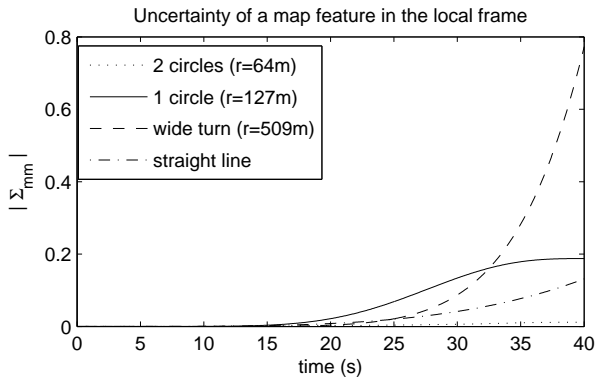 Uncertainty of a map feature in the local frame
0.8
0.6
0.4
0.2
0
| Σmm |
2 circles (r=64m)
1 circle (r=127m)
wide turn (r=509m)
straight line
0 5 10 15 20 25 30 35 40
time (s)